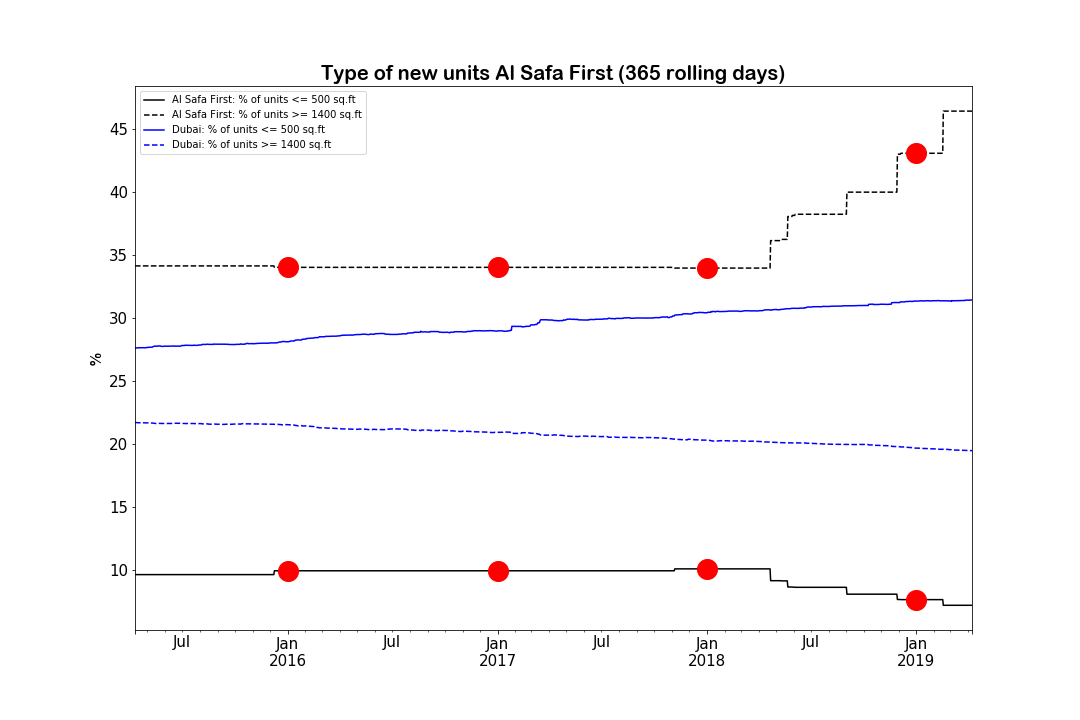 Type of new units Al Safa First (365 rolling days)
Al Safa First: % of units <= 500 sq.ft
Al Safa First: % of units >= 1400 sq.ft
Dubai: % of units <= 500 sq.ft
Dubai: % of units >= 1400 sq.ft
45
40
35
30
25
20
15
10
%
Jul Jan Jul Jan Jul Jan Jul Jan
2016 2017 2018 2019